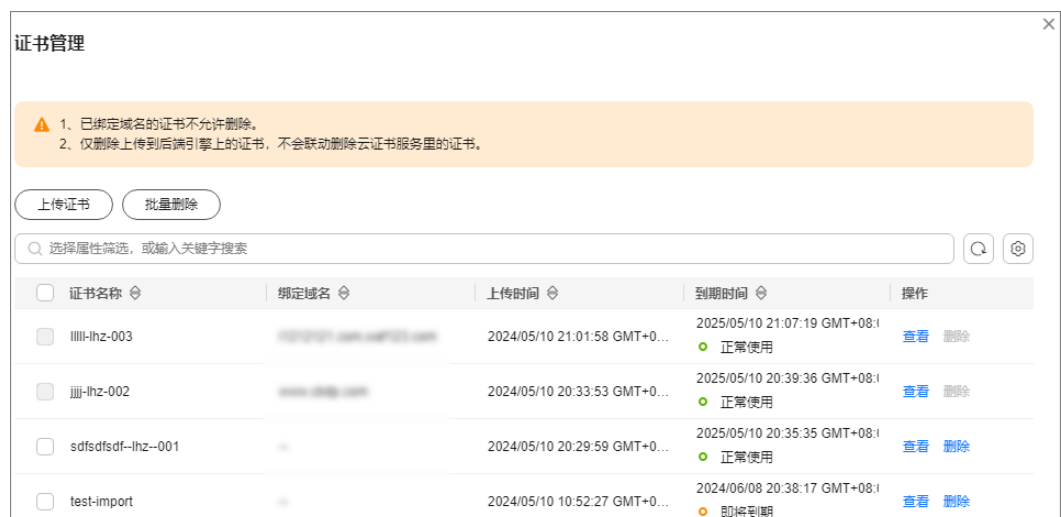 证书管理
1、已绑定域名的证书不允许删除。
2、仅删除上传到后端引擎上的证书，不会联动删除云证书服务里的证书。
上传证书 批量删除
选择属性筛选，或输入关键字搜索
证书名称 绑定域名 上传时间 到期时间 操作
lllll-lhz-003 2024/05/10 21:01:58 GMT+0... 2025/05/10 21:07:19 GMT+08:0 查看 删除
正常使用
jjjj-lhz-002 2024/05/10 20:33:53 GMT+0... 2025/05/10 20:39:36 GMT+08:0 查看 删除
正常使用
sdfsdfsdf--lhz--001 -- 2024/05/10 20:29:59 GMT+0... 2025/05/10 20:35:35 GMT+08:0 查看 删除
正常使用
test-import -- 2024/05/10 10:52:27 GMT+0... 2024/06/08 20:38:17 GMT+08:0 查看 删除
即将到期